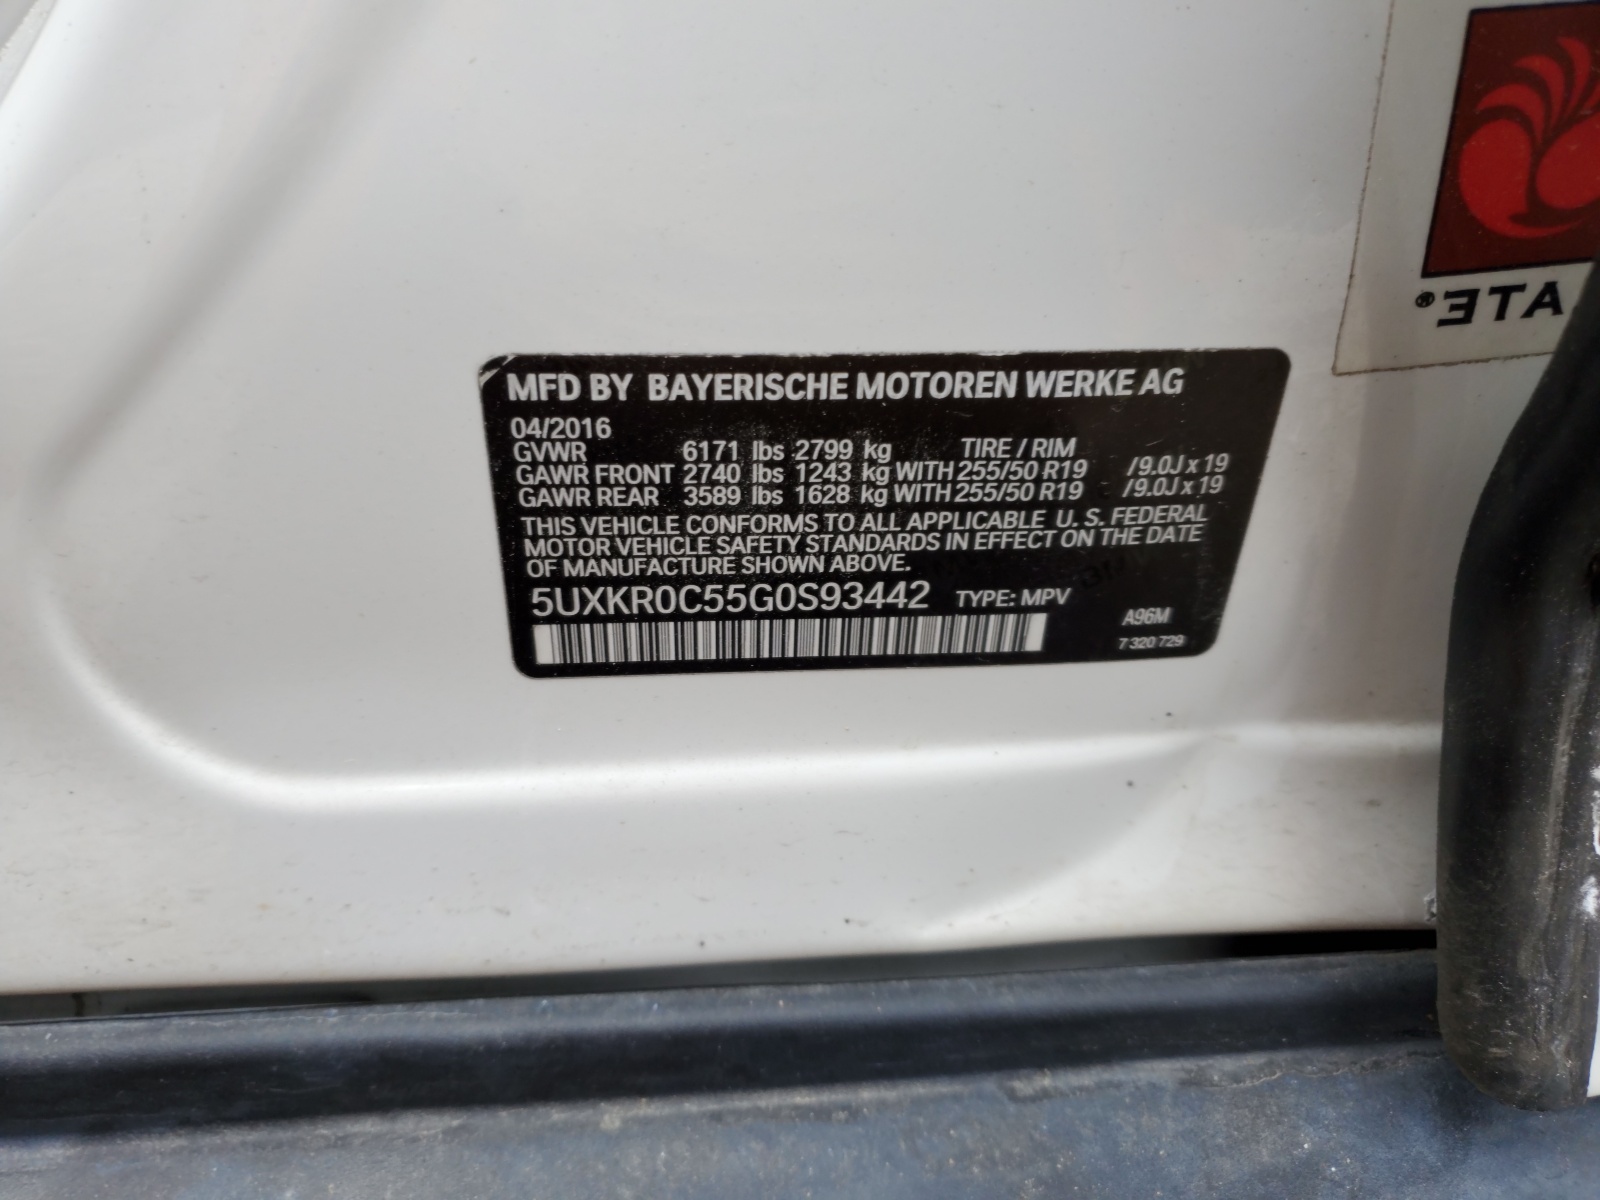 MFD BY BAYERISCHE MOTOREN WERKE AG
04/2016
GVWR 6171 lbs 2799 kg TIRE / RIM
GAWR FRONT 2740 lbs 1243 kg WITH 255/50 R19 /9.0J x 19
GAWR REAR 3589 lbs 1628 kg WITH 255/50 R19 /9.0J x 19
THIS VEHICLE CONFORMS TO ALL APPLICABLE U. S. FEDERAL
MOTOR VEHICLE SAFETY STANDARDS IN EFFECT ON THE DATE
OF MANUFACTURE SHOWN ABOVE.
5UXKR0C55G0S93442 TYPE: MPV
A96M
7 320 729
ATE®